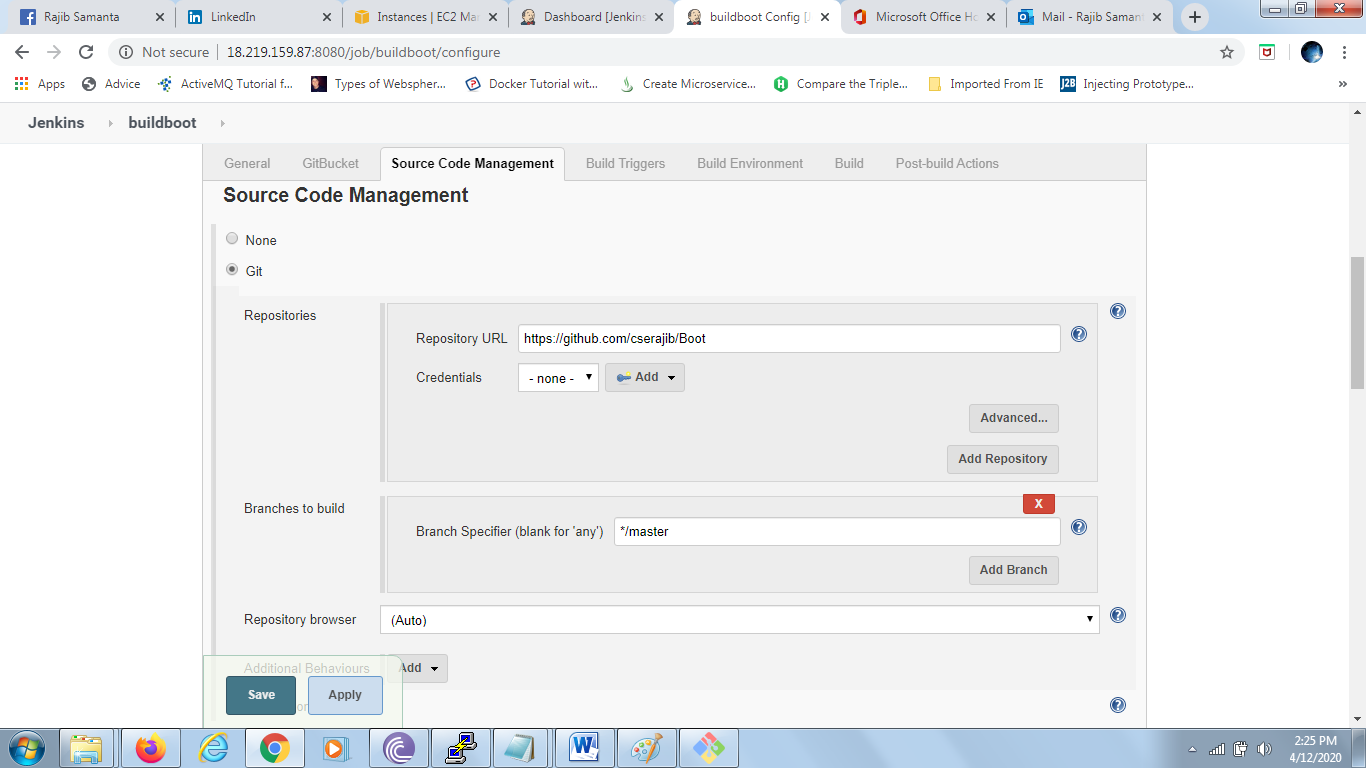 Rajib Samanta
LinkedIn
Instances | EC2 Mar
Dashboard [Jenkins
buildboot Config [J
Microsoft Office Ho
Mail - Rajib Samant
Not secure | 18.219.159.87:8080/job/buildboot/configure
Apps
Advice
ActiveMQ Tutorial f...
Types of Webspher...
Docker Tutorial wit...
Create Microservice...
Compare the Triple...
Imported From IE
J2B Injecting Prototype...
»
Jenkins
buildboot
General
GitBucket
Source Code Management
Build Triggers
Build Environment
Build
Post-build Actions
Source Code Management
None
Git
Repositories
Repository URL
https://github.com/cserajib/Boot
Credentials
- none -
Add
Advanced...
Add Repository
Branches to build
X
Branch Specifier (blank for 'any')
*/master
Add Branch
Repository browser
(Auto)
Additional Behaviours
Add
Save
Apply
2:25 PM
4/12/2020